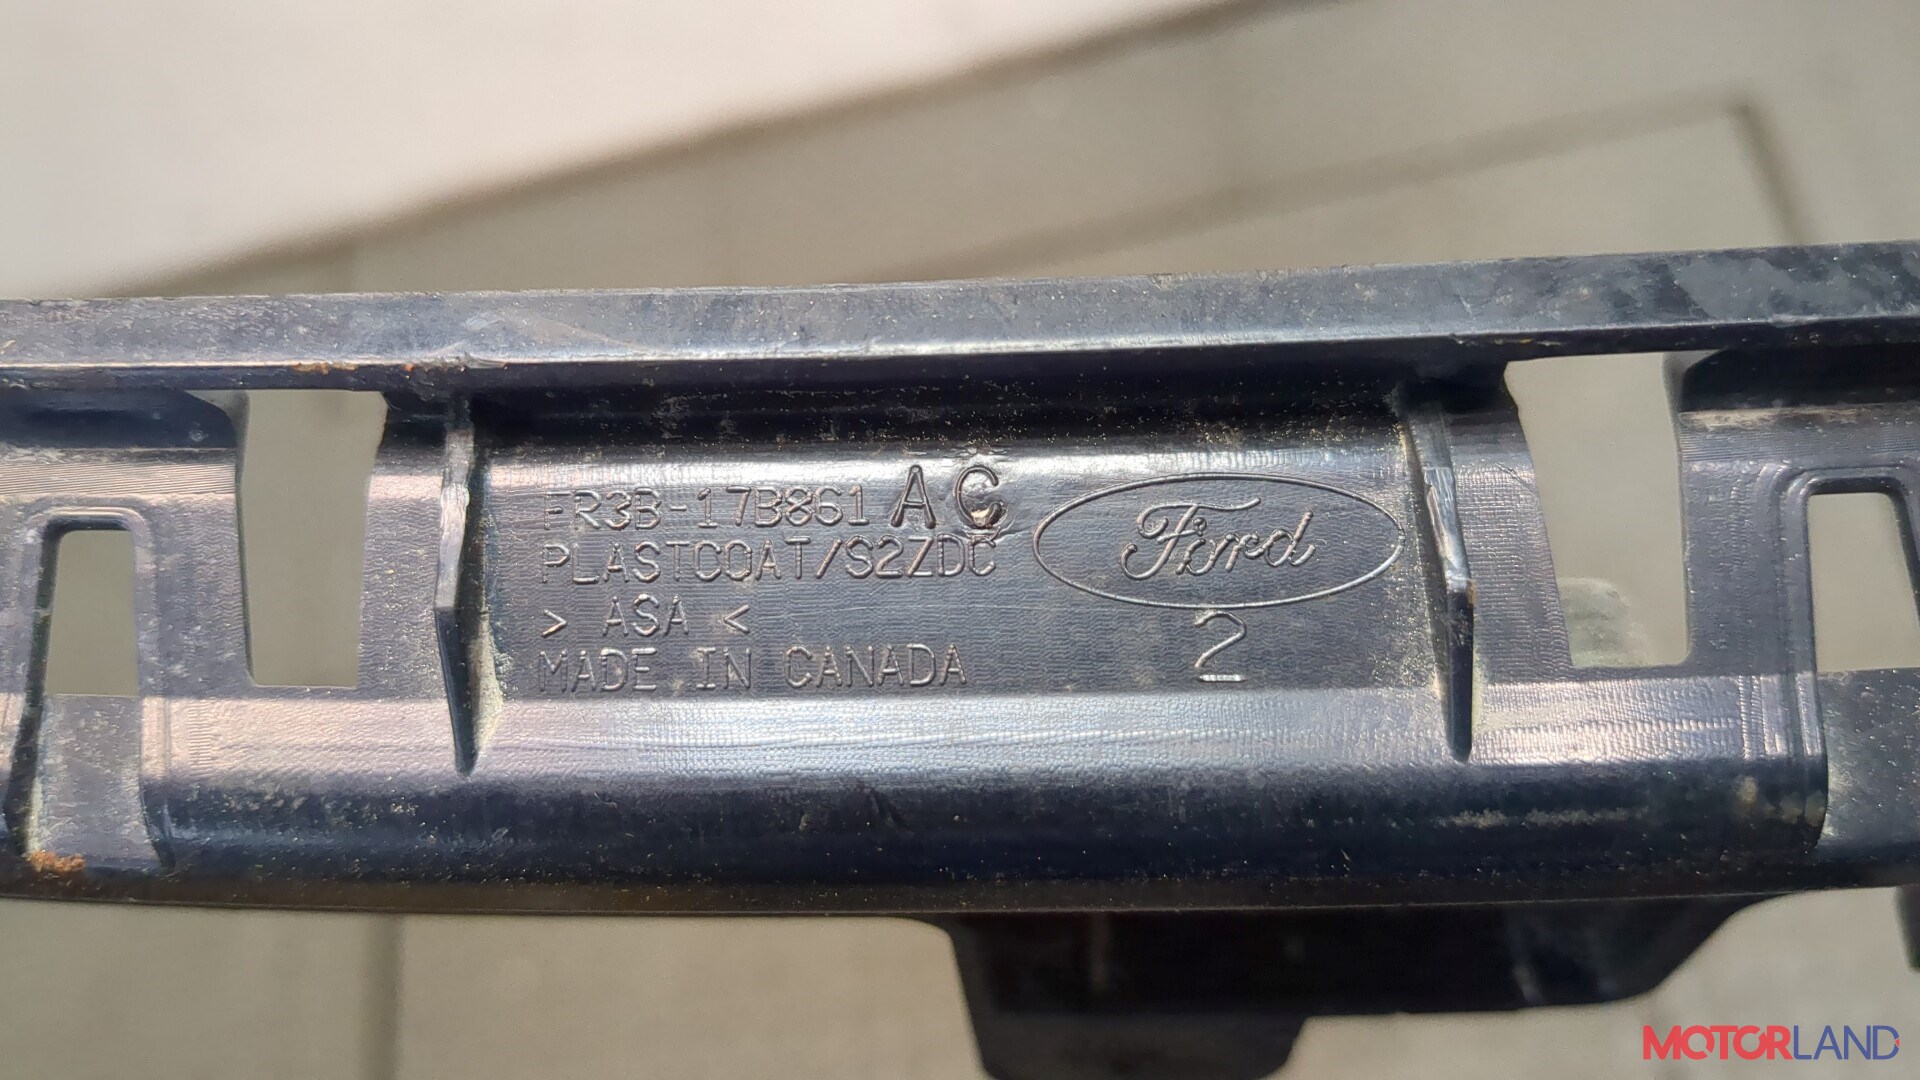 FR3B-17B861 AC
PLASTCOAT/S2ZDC
> ASA <
MADE IN CANADA
Ford
2
MOTORLAND